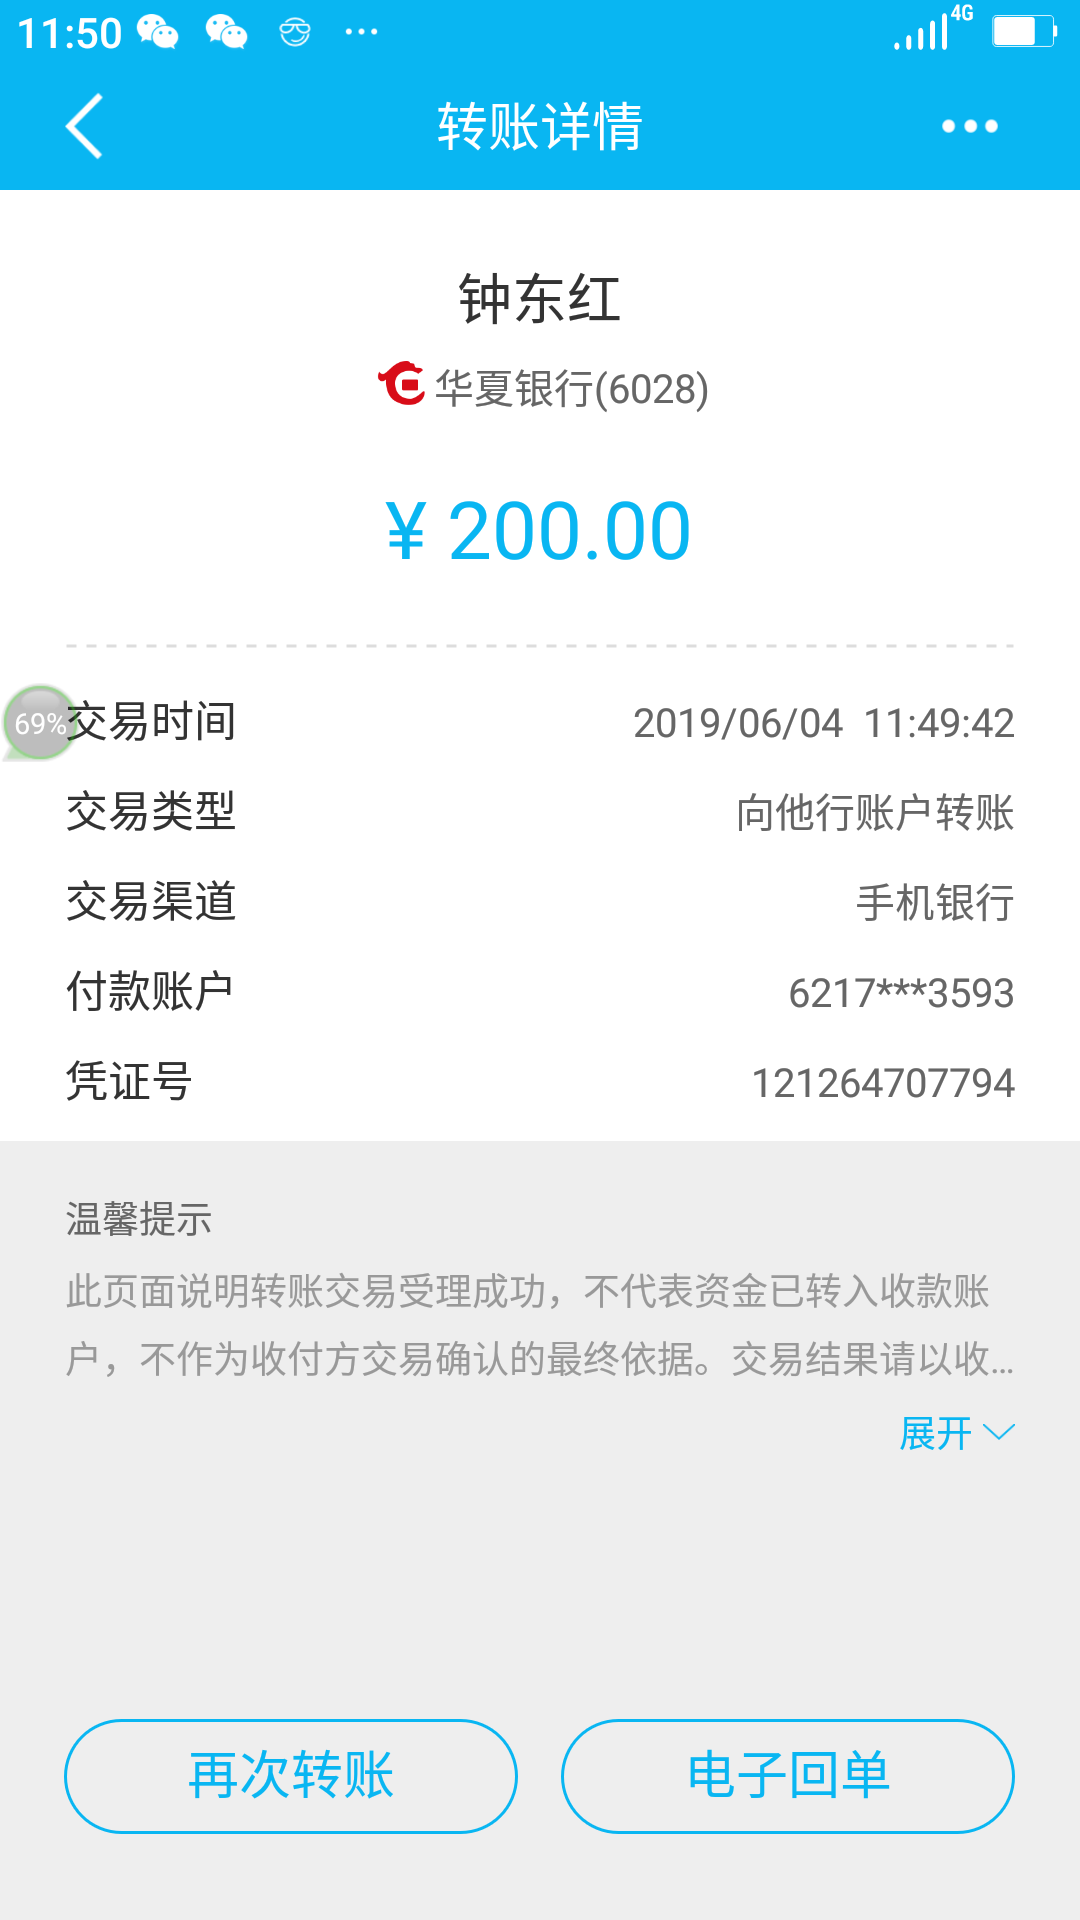 11:50
4G
转账详情
钟东红
华夏银行(6028)
¥ 200.00
69%
交易时间 2019/06/04 11:49:42
交易类型 向他行账户转账
交易渠道 手机银行
付款账户 6217***3593
凭证号 121264707794
温馨提示
此页面说明转账交易受理成功，不代表资金已转入收款账
户，不作为收付方交易确认的最终依据。交易结果请以收...
展开
再次转账 电子回单